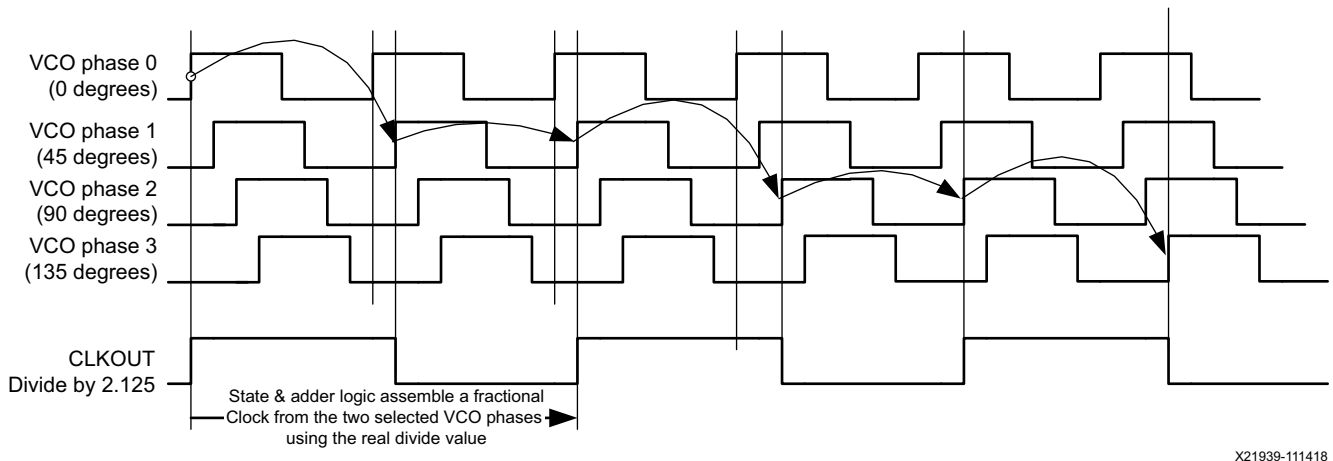 VCO phase 0
(0 degrees)
VCO phase 1
(45 degrees)
VCO phase 2
(90 degrees)
VCO phase 3
(135 degrees)
CLKOUT
Divide by 2.125
State & adder logic assemble a fractional
Clock from the two selected VCO phases
using the real divide value
X21939-111418